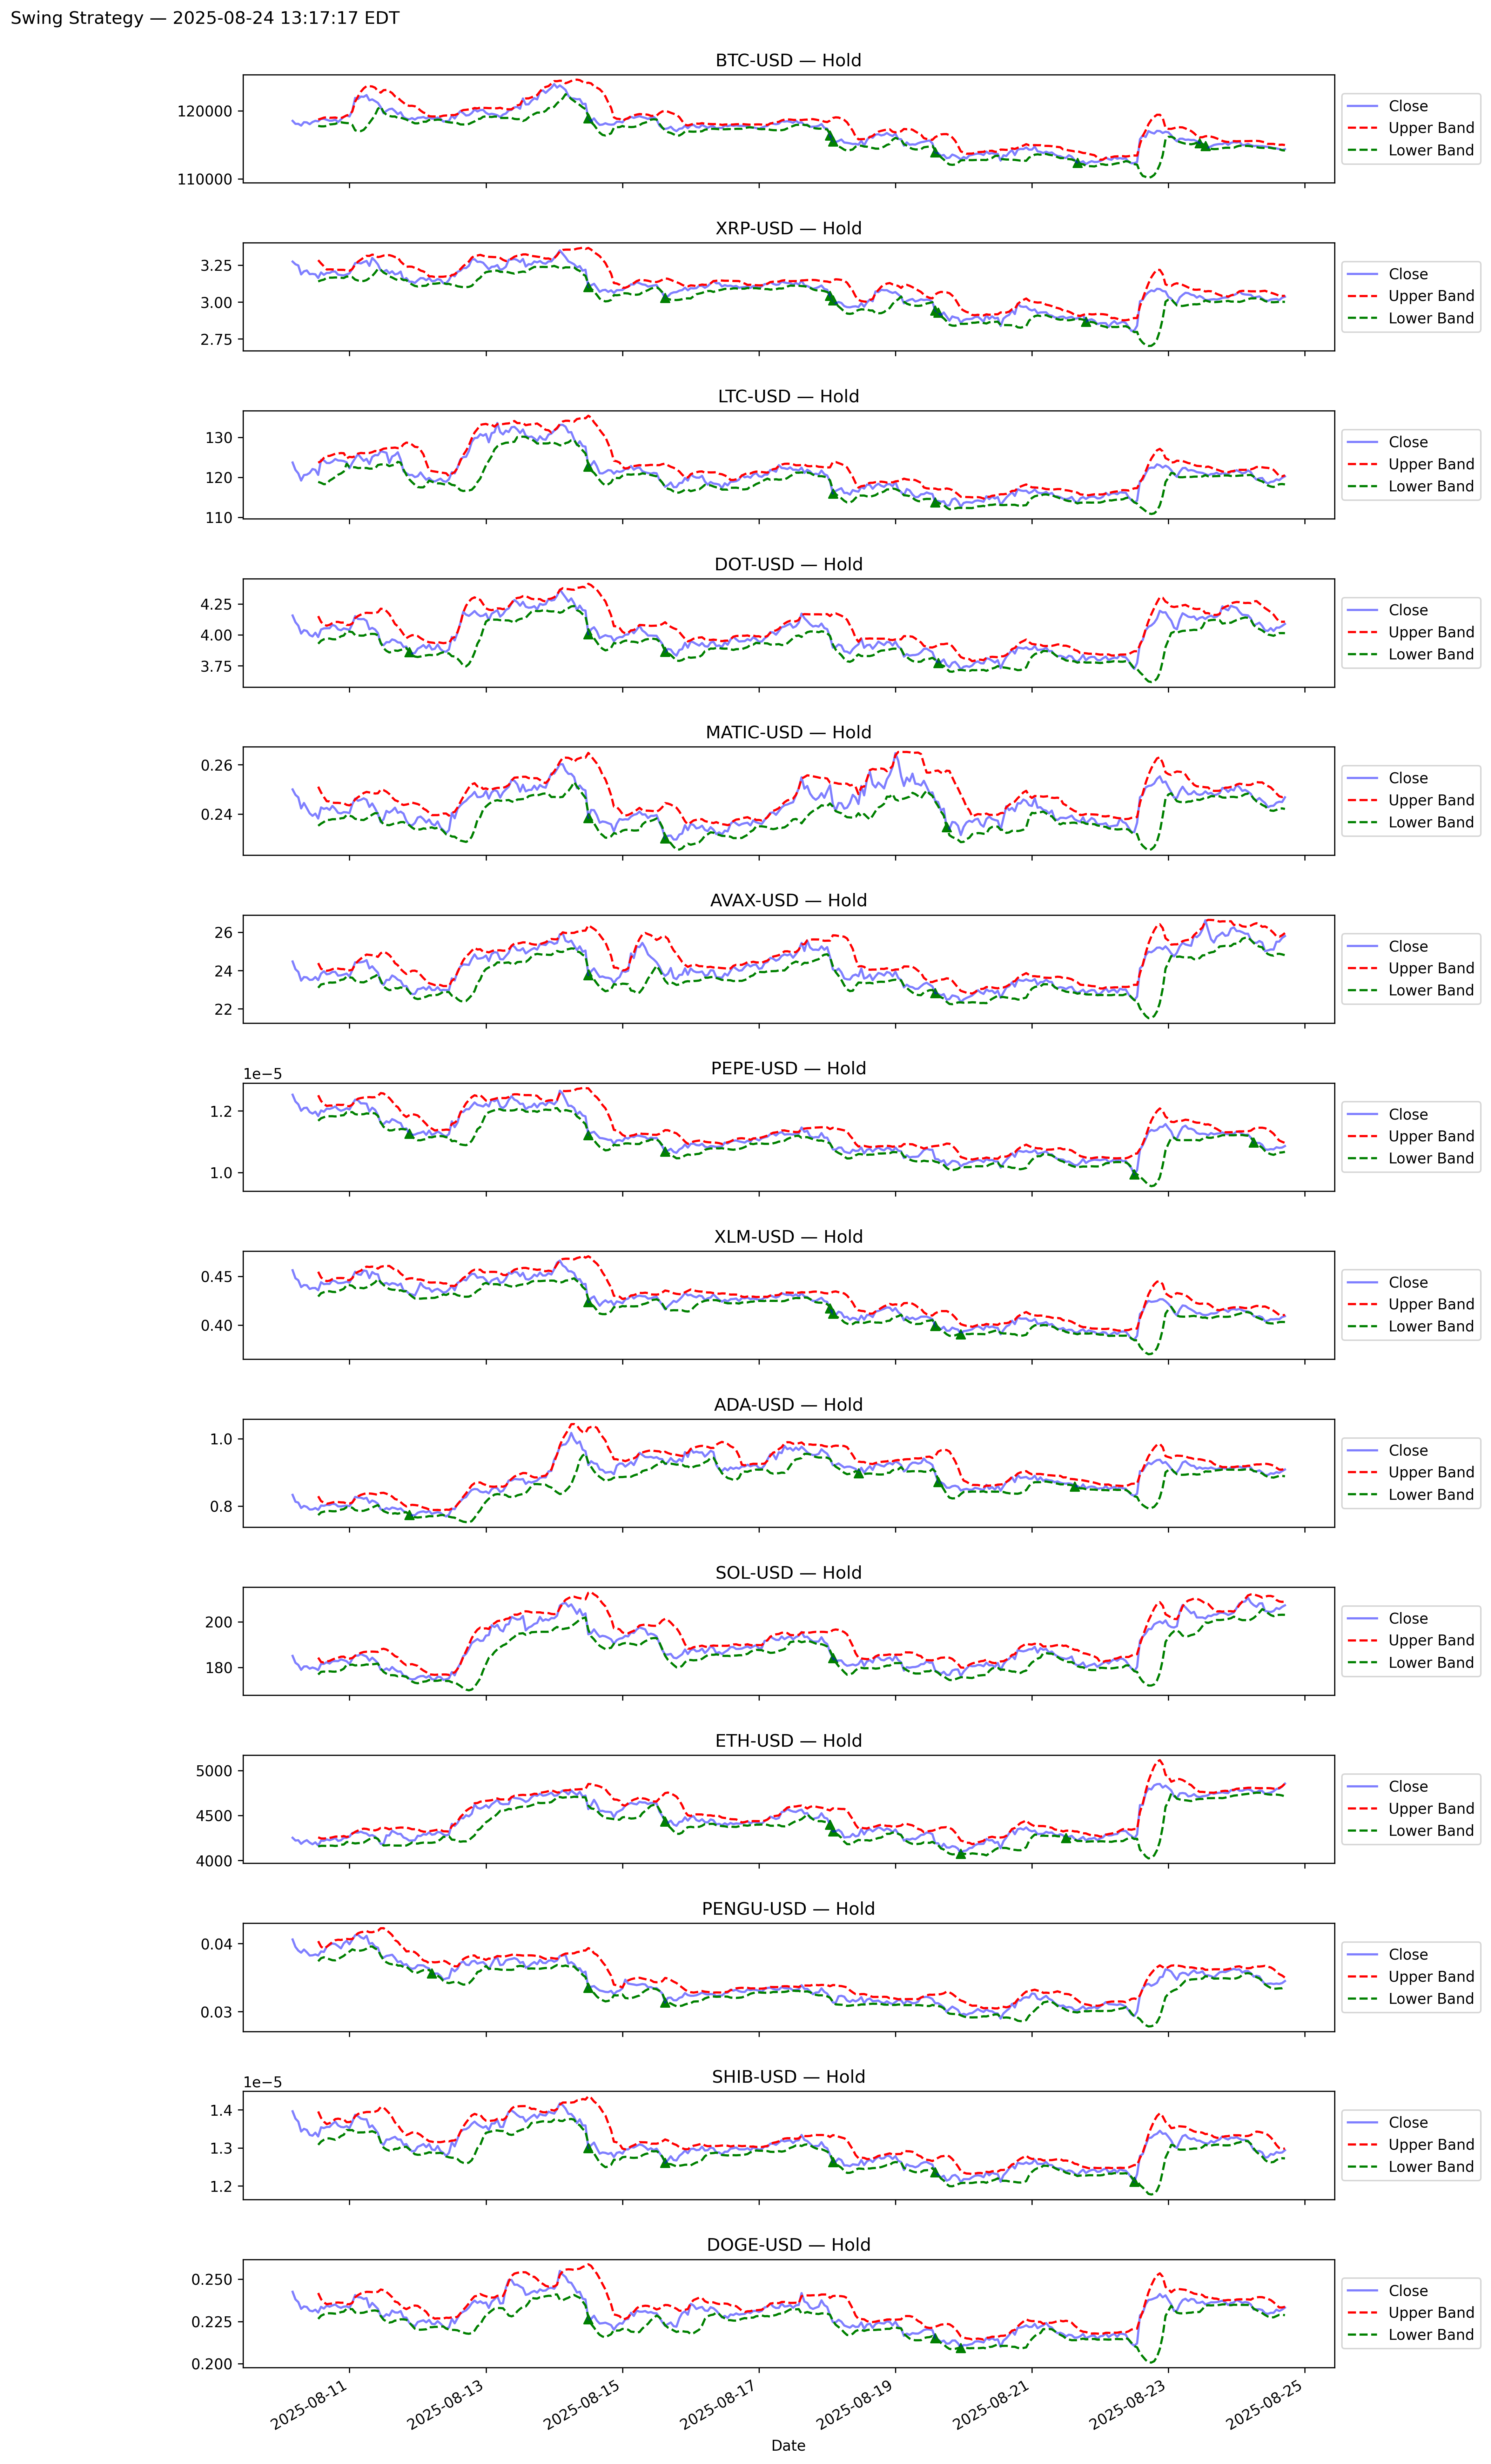 Swing Strategy — 2025-08-24 13:17:17 EDT
BTC-USD — Hold
120000
110000
Close
Upper Band
Lower Band
XRP-USD — Hold
3.25
3.00
2.75
Close
Upper Band
Lower Band
LTC-USD — Hold
130
120
110
Close
Upper Band
Lower Band
DOT-USD — Hold
4.25
4.00
3.75
Close
Upper Band
Lower Band
MATIC-USD — Hold
0.26
0.24
Close
Upper Band
Lower Band
AVAX-USD — Hold
26
24
22
Close
Upper Band
Lower Band
PEPE-USD — Hold
1e−5
1.2
1.0
Close
Upper Band
Lower Band
XLM-USD — Hold
0.45
0.40
Close
Upper Band
Lower Band
ADA-USD — Hold
1.0
0.8
Close
Upper Band
Lower Band
SOL-USD — Hold
200
180
Close
Upper Band
Lower Band
ETH-USD — Hold
5000
4500
4000
Close
Upper Band
Lower Band
PENGU-USD — Hold
0.04
0.03
Close
Upper Band
Lower Band
SHIB-USD — Hold
1e−5
1.4
1.3
1.2
Close
Upper Band
Lower Band
DOGE-USD — Hold
0.250
0.225
0.200
Close
Upper Band
Lower Band
2025-08-11
2025-08-13
2025-08-15
2025-08-17
2025-08-19
2025-08-21
2025-08-23
2025-08-25
Date